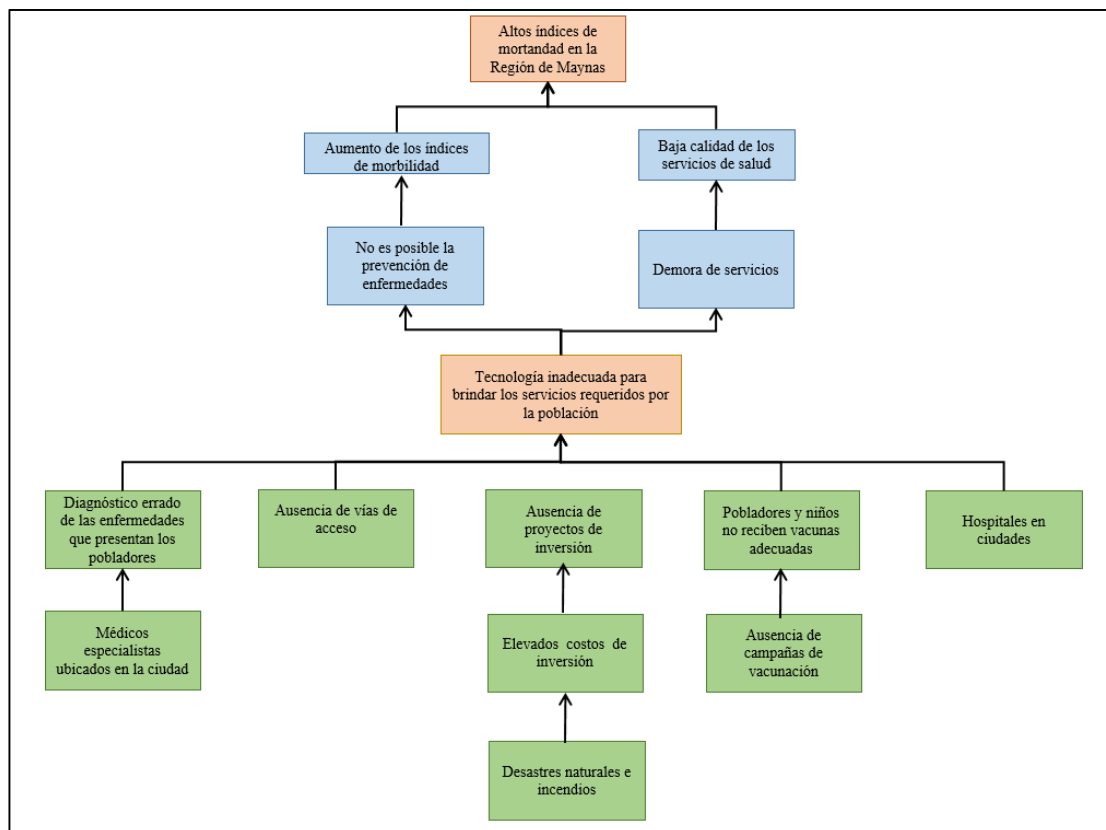 Altos índices de
mortandad en la
Región de Maynas
Aumento de los índices
de morbilidad
Baja calidad de los
servicios de salud
No es posible la
prevención de
enfermedades
Demora de servicios
Tecnología inadecuada para
brindar los servicios requeridos por
la población
Diagnóstico errado
de las enfermedades
que presentan los
pobladores
Ausencia de vías de
acceso
Ausencia de
proyectos de
inversión
Pobladores y niños
no reciben vacunas
adecuadas
Hospitales en
ciudades
Médicos
especialistas
ubicados en la ciudad
Elevados costos de
inversión
Ausencia de
campañas de
vacunación
Desastres naturales e
incendios